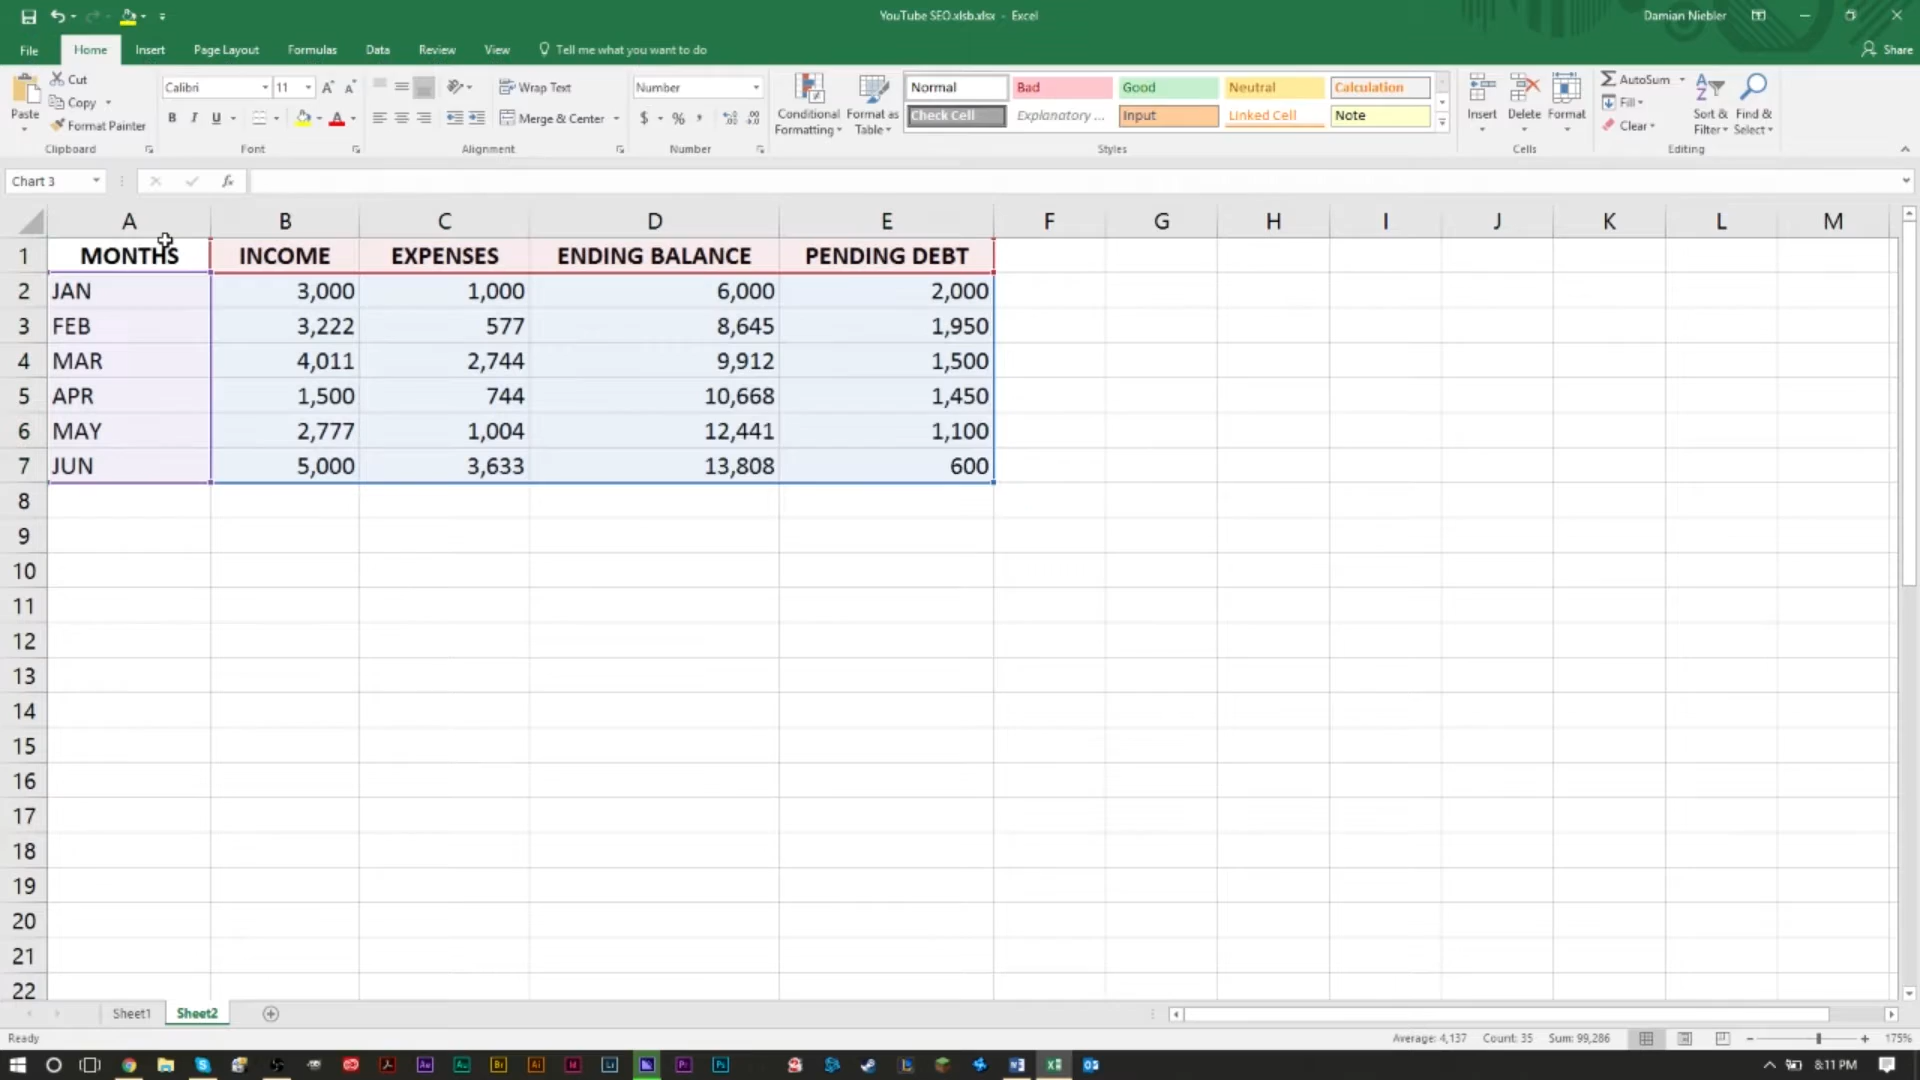 YouTube SEO.xlsb.xlsx - Excel
Damian Niebler
File Home Insert Page Layout Formulas Data Review View Tell me what you want to do
Share
Paste
Cut
Copy
Format Painter
Clipboard
Calibri 11
B I U
Font
Wrap Text
Merge & Center
Alignment
Number
$ % ,
Number
Conditional Formatting
Format as Table
Normal Bad Good Neutral Calculation
Check Cell Explanatory ... Input Linked Cell Note
Styles
Insert Delete Format
Cells
AutoSum
Fill
Clear
Sort & Filter
Find & Select
Editing
Chart 3
fx
A B C D E F G H I J K L M
1 MONTHS INCOME EXPENSES ENDING BALANCE PENDING DEBT
2 JAN 3,000 1,000 6,000 2,000
3 FEB 3,222 577 8,645 1,950
4 MAR 4,011 2,744 9,912 1,500
5 APR 1,500 744 10,668 1,450
6 MAY 2,777 1,004 12,441 1,100
7 JUN 5,000 3,633 13,808 600
8
9
10
11
12
13
14
15
16
17
18
19
20
21
22
Sheet1 Sheet2
Ready
Average: 4,137 Count: 35 Sum: 99,286
175%
8:11 PM